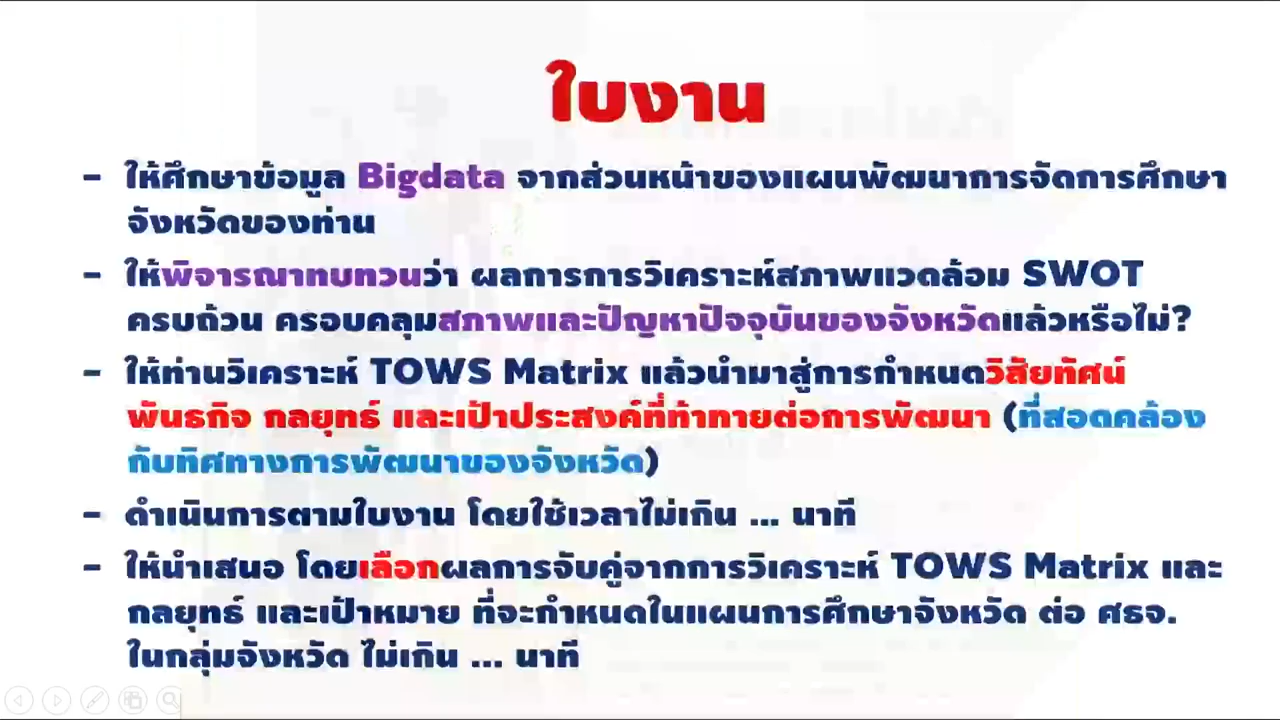 ใบงาน
- ให้ศึกษาข้อมูล Bigdata จากส่วนหน้าของแผนพัฒนาการจัดการศึกษา
จังหวัดของท่าน
- ให้พิจารณาทบทวนว่า ผลการการวิเคราะห์สภาพแวดล้อม SWOT
ครบถ้วน ครอบคลุมสภาพและปัญหาปัจจุบันของจังหวัดแล้วหรือไม่?
- ให้ท่านวิเคราะห์ TOWS Matrix แล้วนำมาสู่การกำหนดวิสัยทัศน์
พันธกิจ กลยุทธ์ และเป้าประสงค์ที่ท้าทายต่อการพัฒนา (ที่สอดคล้อง
กับทิศทางการพัฒนาของจังหวัด)
- ดำเนินการตามใบงาน โดยใช้เวลาไม่เกิน ... นาที
- ให้นำเสนอ โดยเลือกผลการจับคู่จากการวิเคราะห์ TOWS Matrix และ
กลยุทธ์ และเป้าหมาย ที่จะกำหนดในแผนการศึกษาจังหวัด ต่อ ศธจ.
ในกลุ่มจังหวัด ไม่เกิน ... นาที